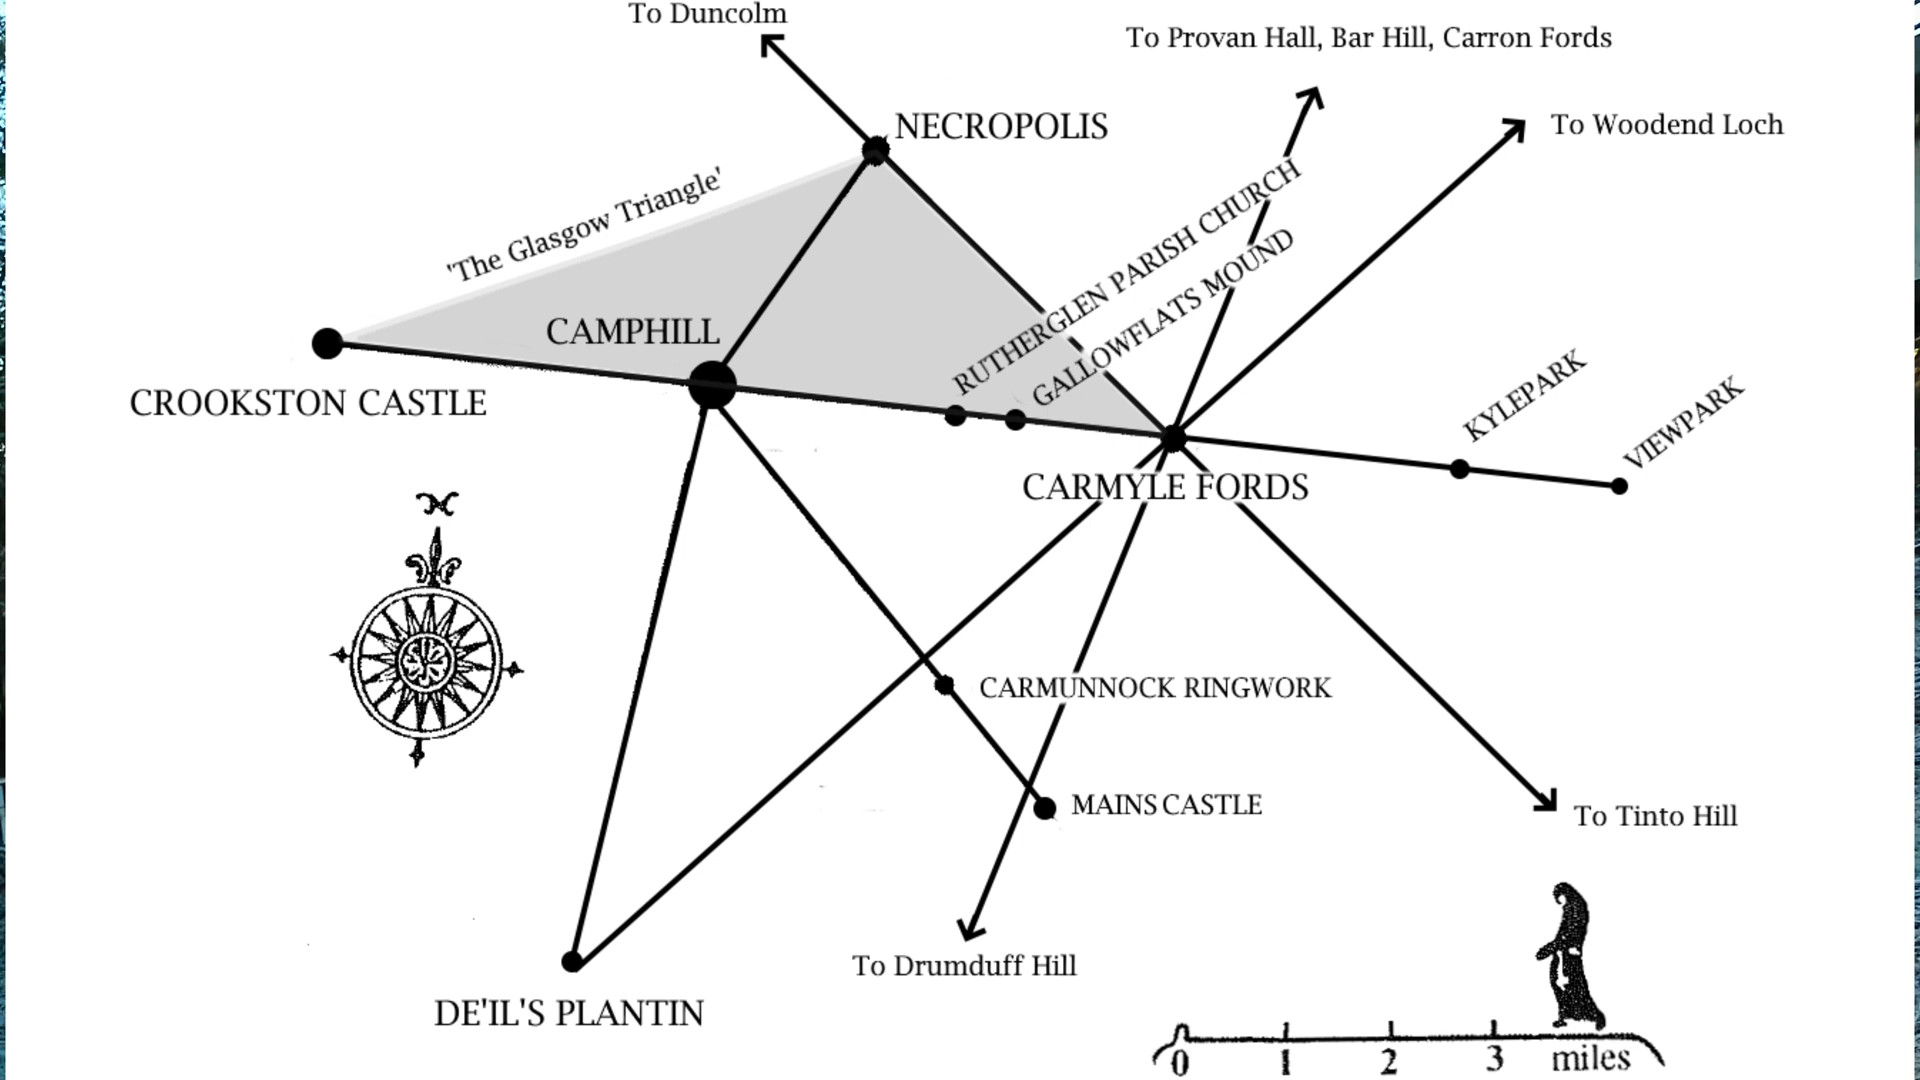 To Duncolm
To Provan Hall, Bar Hill, Carron Fords
NECROPOLIS
To Woodend Loch
'The Glasgow Triangle'
RUTHERGLEN PARISH CHURCH
GALLOWFLATS MOUND
CAMPHILL
CROOKSTON CASTLE
KYLEPARK
VIEWPARK
CARMYLE FORDS
CARMUNNOCK RINGWORK
MAINS CASTLE
To Tinto Hill
To Drumduff Hill
DE'IL'S PLANTIN
0 1 2 3 miles